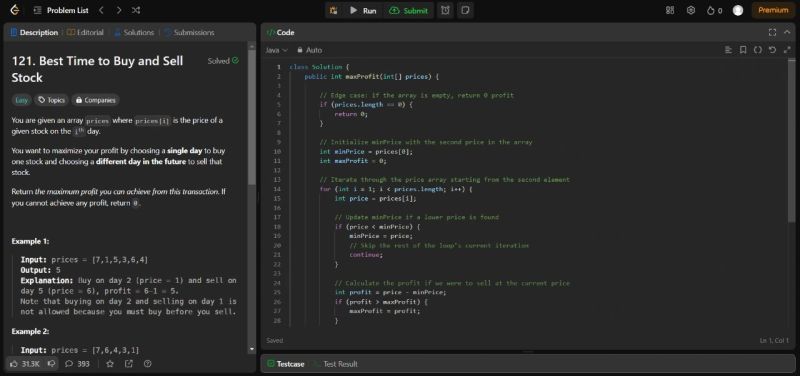 Problem List
Run
Submit
0
Premium
Description
Editorial
Solutions
Submissions
121. Best Time to Buy and Sell
Stock
Solved
Easy
Topics
Companies
You are given an array prices where prices[i] is the price of a
given stock on the ith day.
You want to maximize your profit by choosing a single day to buy
one stock and choosing a different day in the future to sell that
stock.
Return the maximum profit you can achieve from this transaction. If
you cannot achieve any profit, return 0.
Example 1:
Input: prices = [7,1,5,3,6,4]
Output: 5
Explanation: Buy on day 2 (price = 1) and sell on
day 5 (price = 6), profit = 6-1 = 5.
Note that buying on day 2 and selling on day 1 is
not allowed because you must buy before you sell.
Example 2:
Input: prices = [7,6,4,3,1]
31.3K
393
</> Code
Java
Auto
1 class Solution {
2 public int maxProfit(int[] prices) {
3
4 // Edge case: if the array is empty, return 0 profit
5 if (prices.length == 0) {
6 return 0;
7 }
8
9 // Initialize minPrice with the second price in the array
10 int minPrice = prices[0];
11 int maxProfit = 0;
12
13 // Iterate through the price array starting from the second element
14 for (int i = 1; i < prices.length; i++) {
15 int price = prices[i];
16
17 // Update minPrice if a lower price is found
18 if (price < minPrice) {
19 minPrice = price;
20 // Skip the rest of the loop's current iteration
21 continue;
22 }
23
24 // Calculate the profit if we were to sell at the current price
25 int profit = price - minPrice;
26 if (profit > maxProfit) {
27 maxProfit = profit;
28 }
Saved
Ln 1, Col 1
Testcase
Test Result